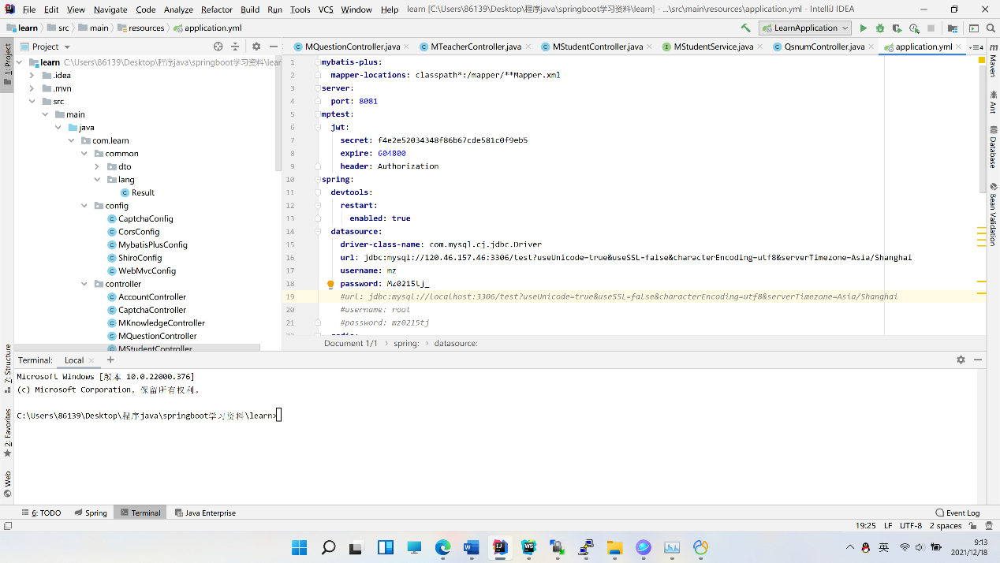 File Edit View Navigate Code Analyze Refactor Build Run Tools VCS Window Help learn [C:\Users\86139\Desktop\程序java\springboot学习资料\learn] - ...\src\main\resources\application.yml - IntelliJ IDEA
learn src main resources application.yml LearnApplication
Project
MQuestionController.java MTeacherController.java MStudentController.java MStudentService.java QsnumController.java application.yml 4
1: Project
learn C:\Users\86139\Desktop\程序java\springboot学习资料\lear
.idea
.mvn
src
main
java
com.learn
common
dto
lang
Result
config
CaptchaConfig
CorsConfig
MybatisPlusConfig
ShiroConfig
WebMvcConfig
controller
AccountController
CaptchaController
MKnowledgeController
MQuestionController
MStudentController
1 mybatis-plus:
2 mapper-locations: classpath*:/mapper/**Mapper.xml
3 server:
4 port: 8081
5 mptest:
6 jwt:
7 secret: f4e2e52034348f86b67cde581c0f9eb5
8 expire: 604800
9 header: Authorization
10 spring:
11 devtools:
12 restart:
13 enabled: true
14 datasource:
15 driver-class-name: com.mysql.cj.jdbc.Driver
16 url: jdbc:mysql://120.46.157.46:3306/test?useUnicode=true&useSSL=false&characterEncoding=utf8&serverTimezone=Asia/Shanghai
17 username: mz
18 password: Mz0215tj_
19 #url: jdbc:mysql://localhost:3306/test?useUnicode=true&useSSL=false&characterEncoding=utf8&serverTimezone=Asia/Shanghai
20 #username: root
21 #password: mz0215tj
22 redis:
Document 1/1 › spring: › datasource:
Maven
Ant
Database
Bean Validation
Terminal: Local
Microsoft Windows [版本 10.0.22000.376]
(c) Microsoft Corporation。保留所有权利。
C:\Users\86139\Desktop\程序java\springboot学习资料\learn>
7: Structure
2: Favorites
Web
6: TODO Spring Terminal Java Enterprise Event Log
19:25 LF UTF-8 2 spaces
英 9:13
2021/12/18